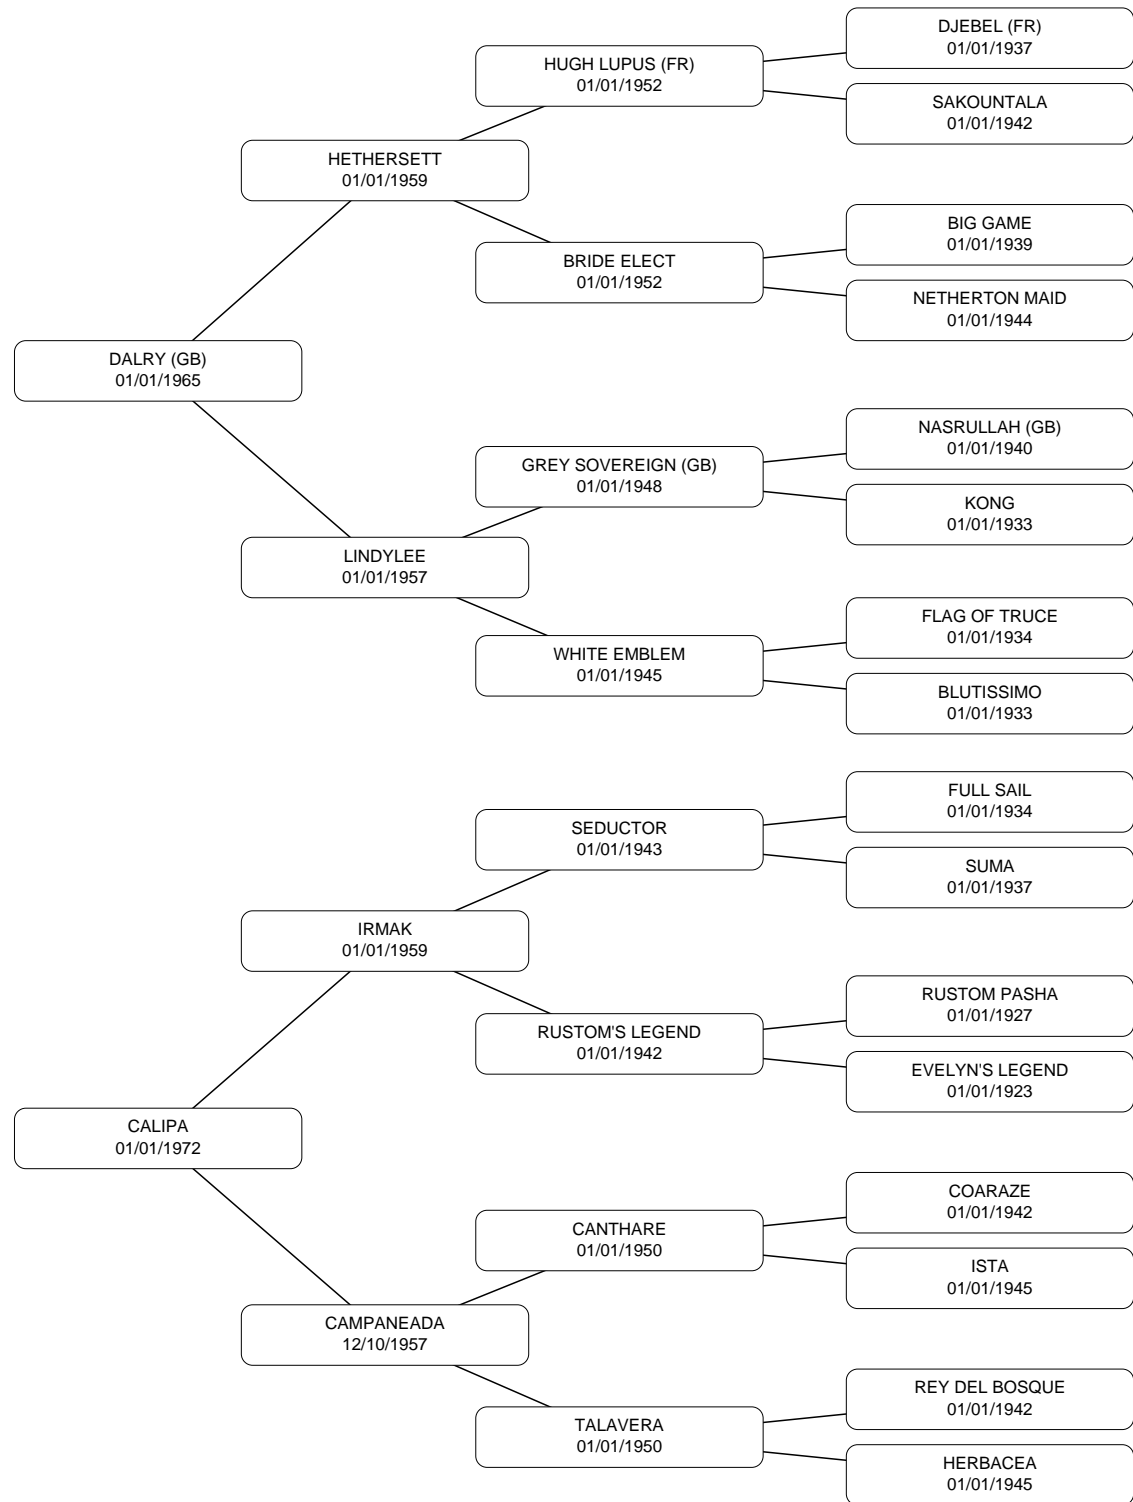 DJEBEL (FR)
01/01/1937
HUGH LUPUS (FR)
01/01/1952
SAKOUNTALA
01/01/1942
HETHERSETT
01/01/1959
BIG GAME
01/01/1939
BRIDE ELECT
01/01/1952
NETHERTON MAID
01/01/1944
DALRY (GB)
01/01/1965
NASRULLAH (GB)
01/01/1940
GREY SOVEREIGN (GB)
01/01/1948
KONG
01/01/1933
LINDYLEE
01/01/1957
FLAG OF TRUCE
01/01/1934
WHITE EMBLEM
01/01/1945
BLUTISSIMO
01/01/1933
FULL SAIL
01/01/1934
SEDUCTOR
01/01/1943
SUMA
01/01/1937
IRMAK
01/01/1959
RUSTOM PASHA
01/01/1927
RUSTOM'S LEGEND
01/01/1942
EVELYN'S LEGEND
01/01/1923
CALIPA
01/01/1972
COARAZE
01/01/1942
CANTHARE
01/01/1950
ISTA
01/01/1945
CAMPANEADA
12/10/1957
REY DEL BOSQUE
01/01/1942
TALAVERA
01/01/1950
HERBACEA
01/01/1945